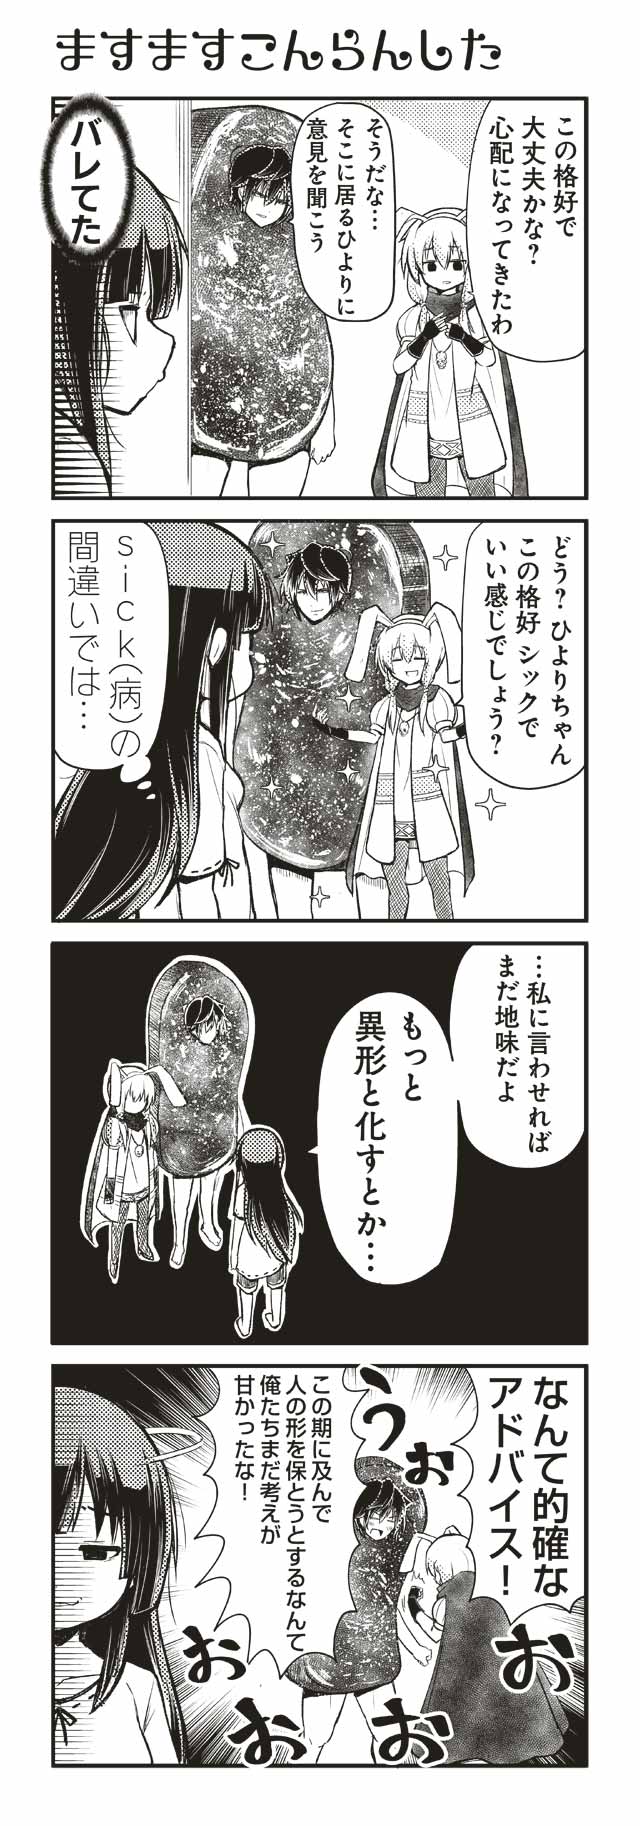 ますますこんらんした
この格好で
大丈夫かな？
心配になってきたわ
そうだな…
そこに居るひよりに
意見を聞こう
バレてた
どう？ひよりちゃん
この格好 シックで
いい感じでしょう？
sick（病）の
間違いでは…
…私に言わせれば
まだ地味だよ
もっと
異形と化すとか…
なんて的確な
アドバイス！
うぉ
この期に及んで
人の形を保とうとするなんて
俺たちまだ考えが
甘かったな！
おおおお